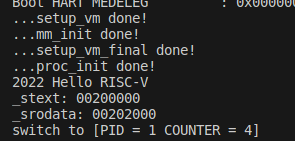 Boot HART MEDELEG : 0x000000
...setup_vm done!
...mm_init done!
...setup_vm_final done!
...proc_init done!
2022 Hello RISC-V
_stext: 00200000
_srodata: 00202000
switch to [PID = 1 COUNTER = 4]